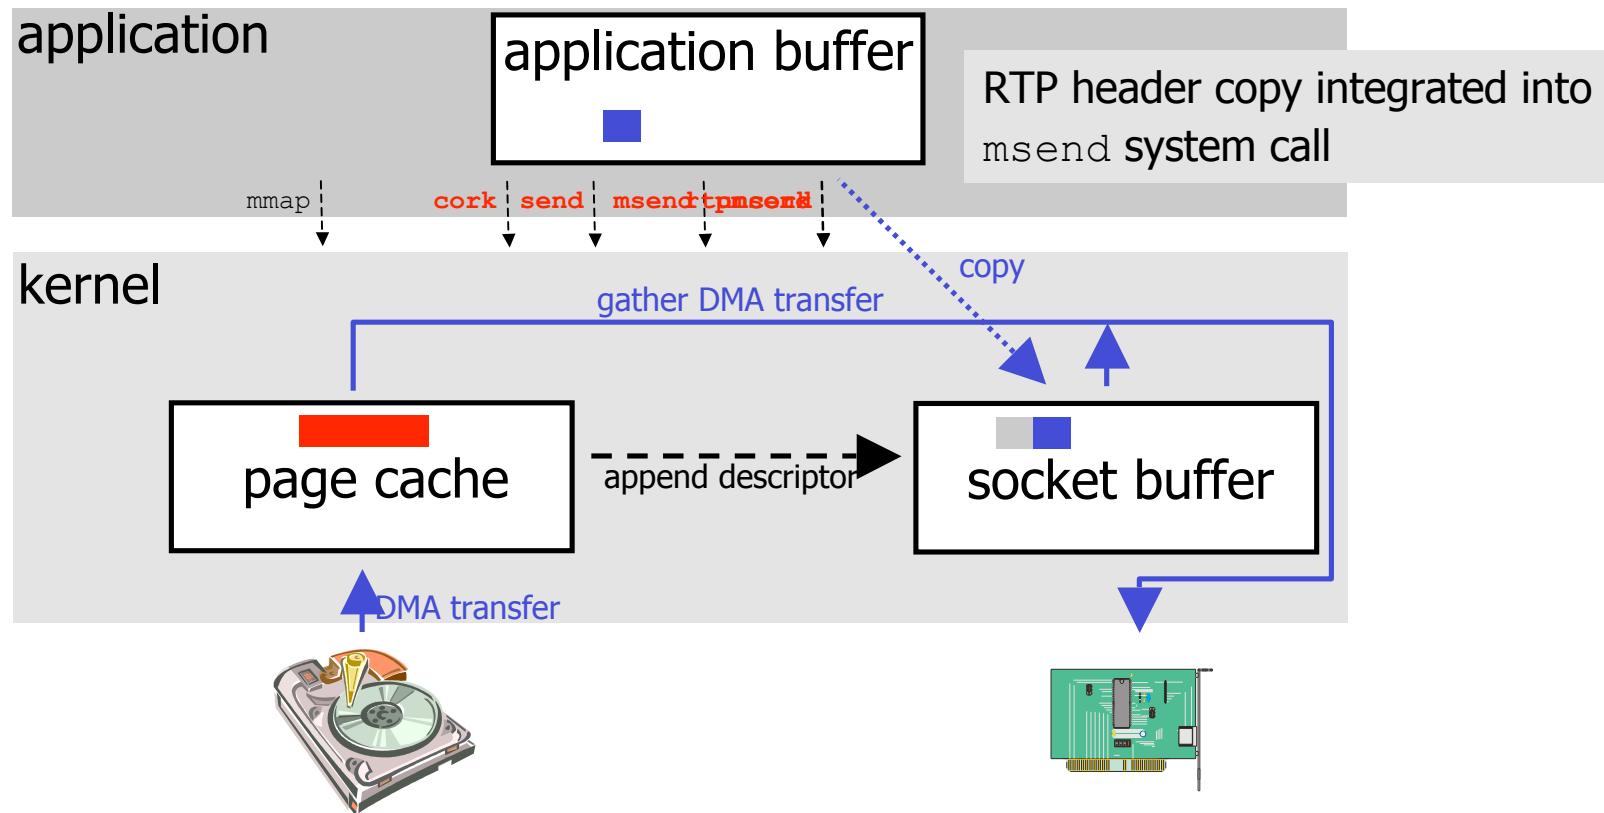 application
application buffer
RTP header copy integrated into
msend system call
mmap
cork
send
msend
copy
kernel
gather DMA transfer
page cache
append descriptor
socket buffer
DMA transfer